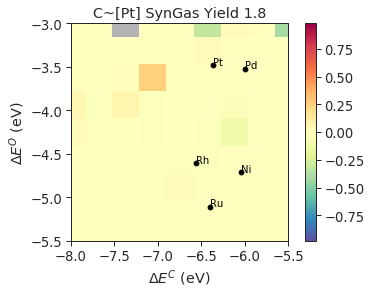 C~[Pt] SynGas Yield 1.8
−3.0
−3.5
−4.0
−4.5
−5.0
−5.5
ΔE^O (eV)
Pt
Pd
Rh
Ni
Ru
−8.0 −7.5 −7.0 −6.5 −6.0 −5.5
ΔE^C (eV)
0.75
0.50
0.25
0.00
−0.25
−0.50
−0.75